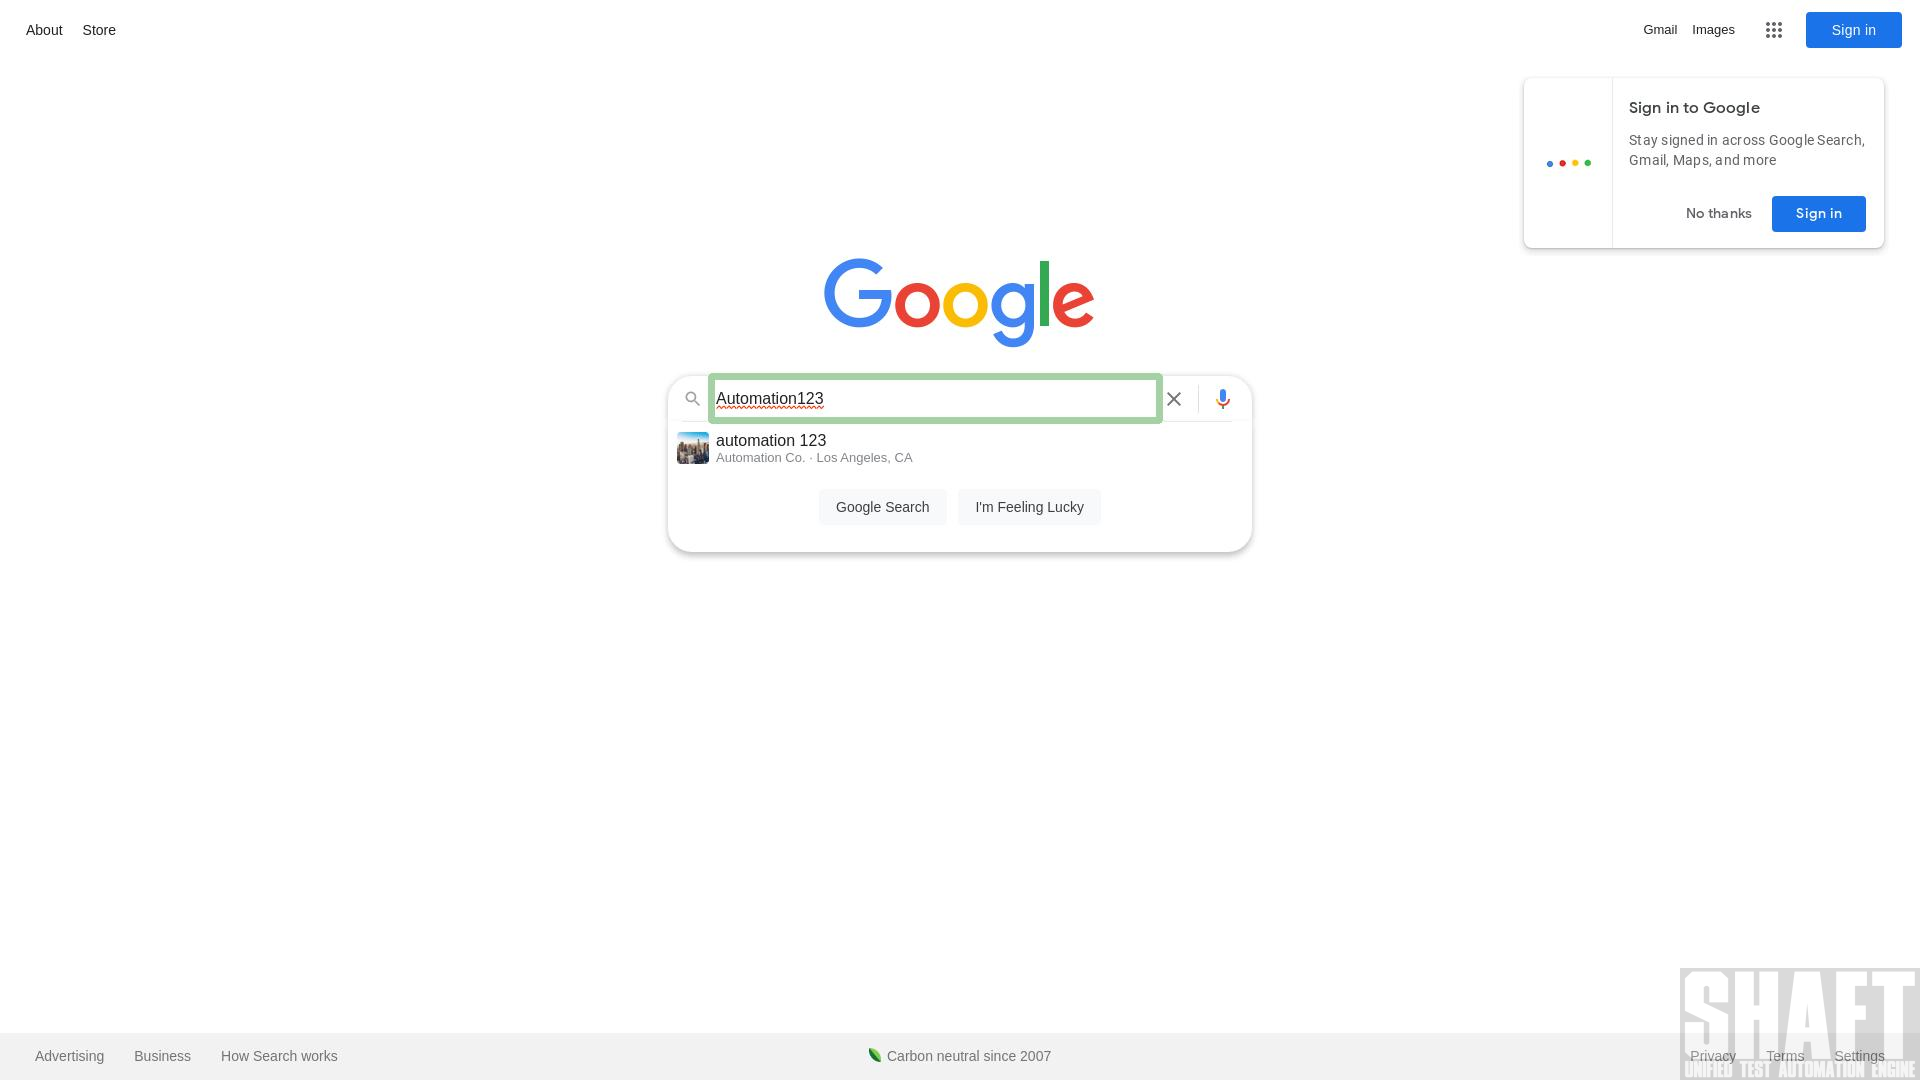 About Store
Gmail Images Sign in
Sign in to Google
Stay signed in across Google Search,
Gmail, Maps, and more
No thanks Sign in
Google
Automation123
automation 123
Automation Co. · Los Angeles, CA
Google Search I'm Feeling Lucky
Advertising Business How Search works Carbon neutral since 2007 Privacy Terms Settings
SHAFT
UNIFIED TEST AUTOMATION ENGINE